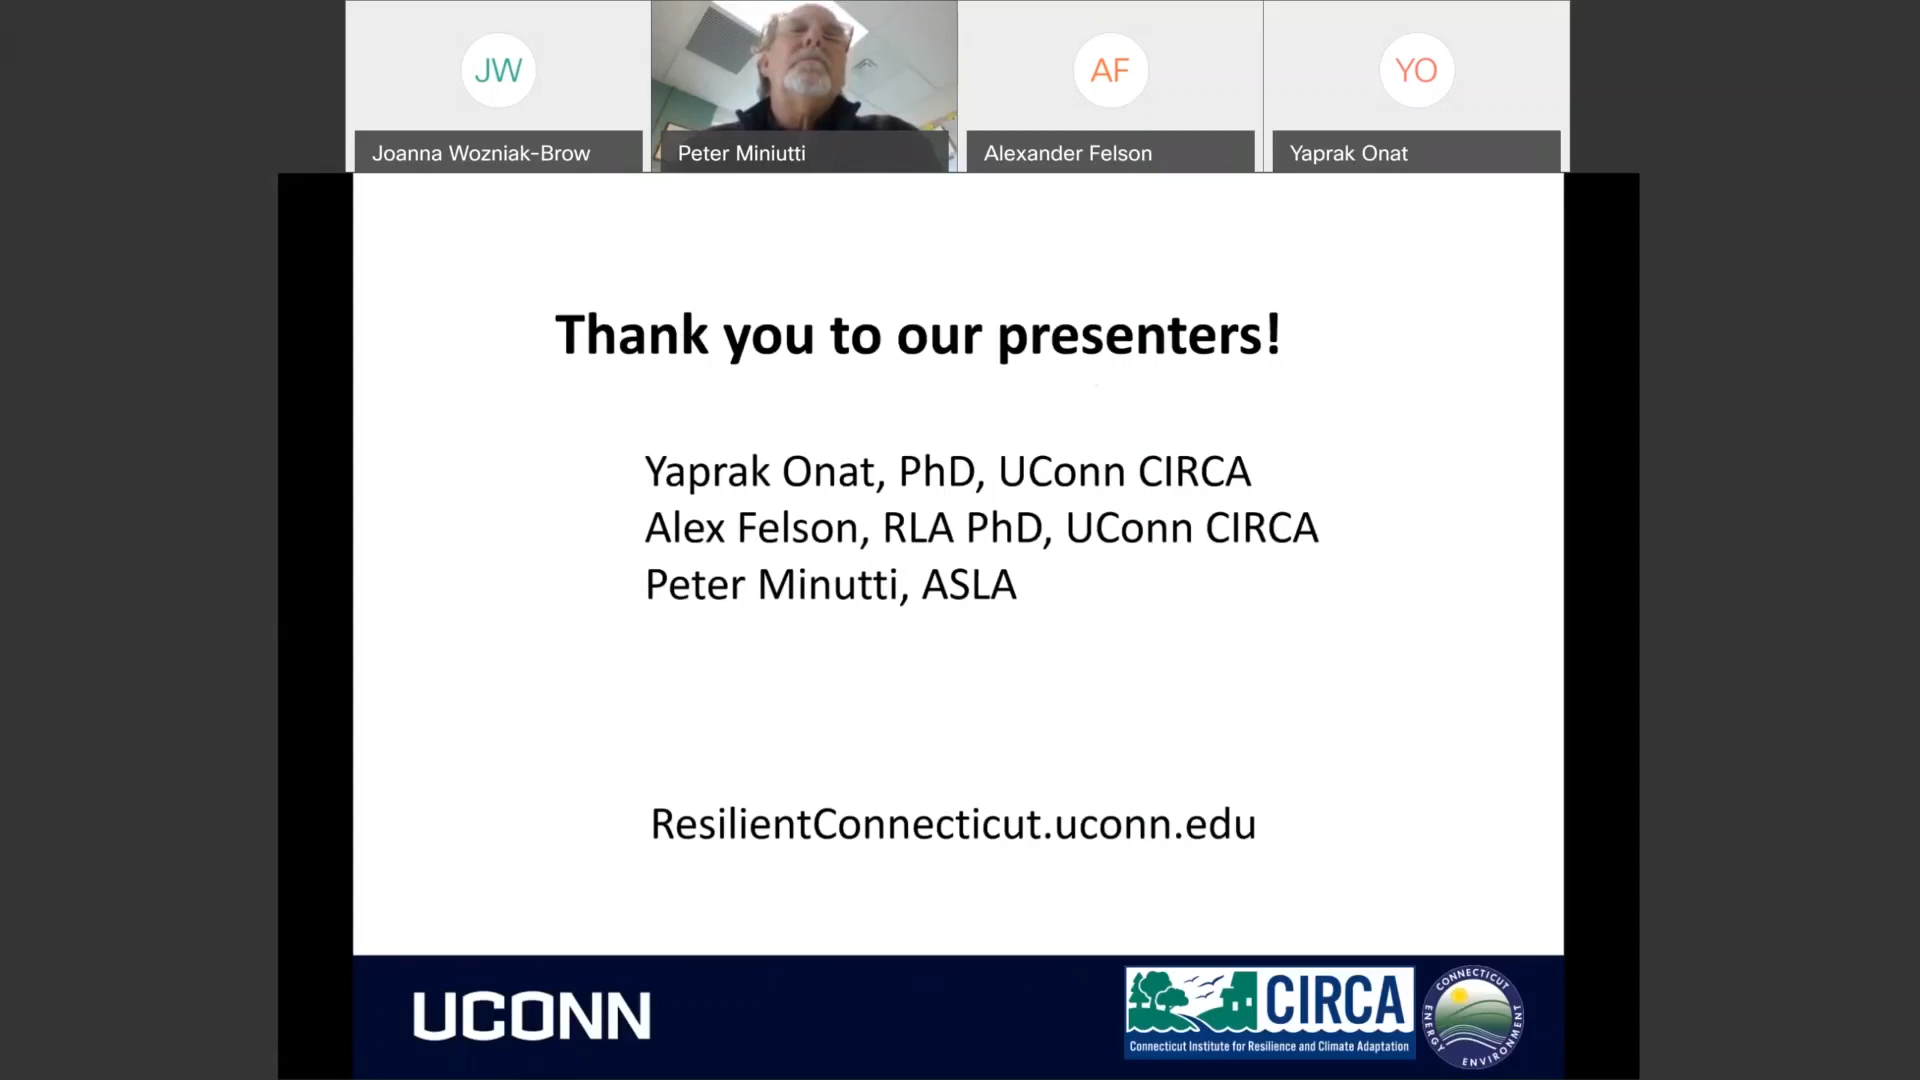 JW
AF
YO
Joanna Wozniak-Brow
Peter Miniutti
Alexander Felson
Yaprak Onat
Thank you to our presenters!
Yaprak Onat, PhD, UConn CIRCA
Alex Felson, RLA PhD, UConn CIRCA
Peter Minutti, ASLA
ResilientConnecticut.uconn.edu
UCONN
CIRCA
Connecticut Institute for Resilience and Climate Adaptation
CONNECTICUT
ENERGY
ENVIRONMENT